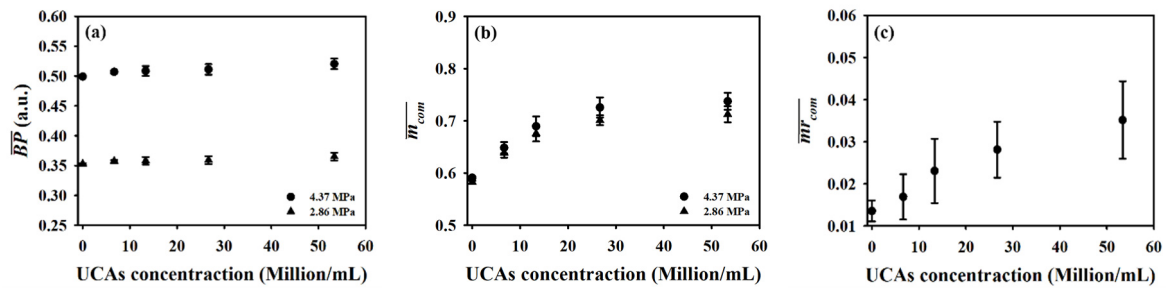 (a)
0.60
0.55
0.50
0.45
0.40
0.35
0.30
0.25
BP (a.u.)
4.37 MPa
2.86 MPa
0 10 20 30 40 50 60
UCAs concentraction (Million/mL)
(b)
0.9
0.8
0.7
0.6
0.5
m_com
4.37 MPa
2.86 MPa
0 10 20 30 40 50 60
UCAs concentraction (Million/mL)
(c)
0.06
0.05
0.04
0.03
0.02
0.01
mr_com
0 10 20 30 40 50 60
UCAs concentraction (Million/mL)